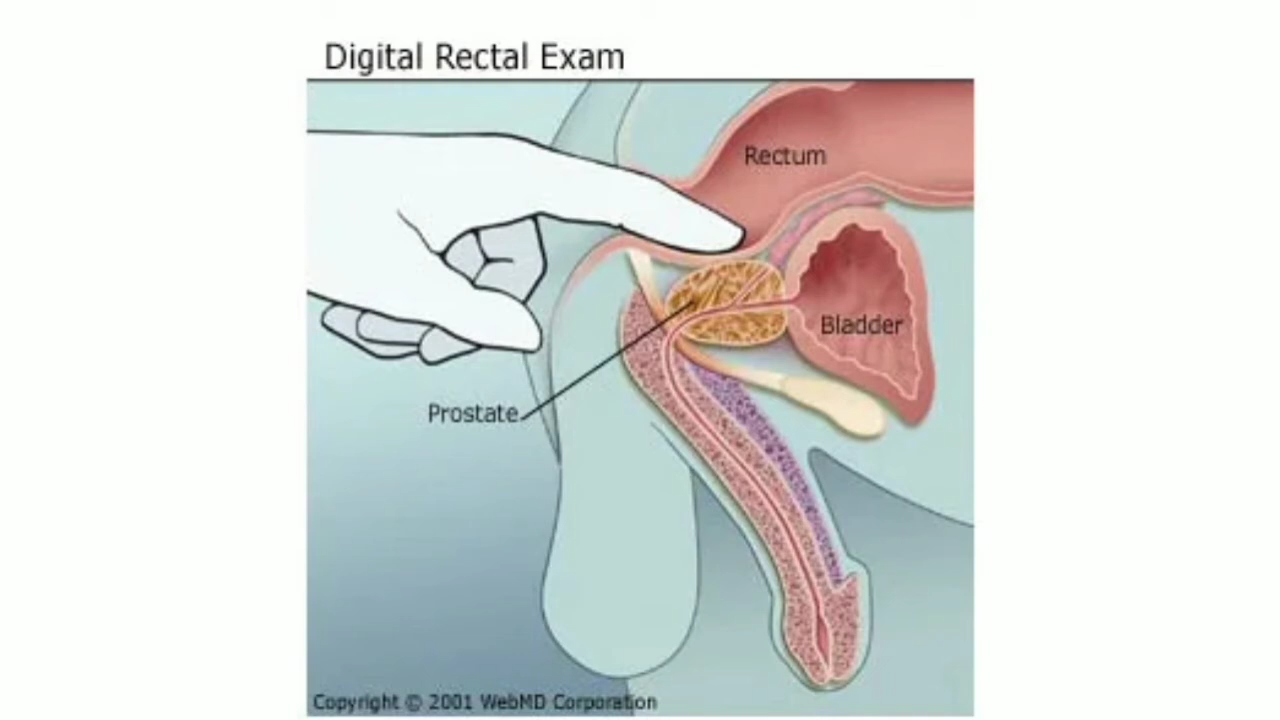 Digital Rectal Exam
Rectum
Bladder
Prostate
Copyright © 2001 WebMD Corporation